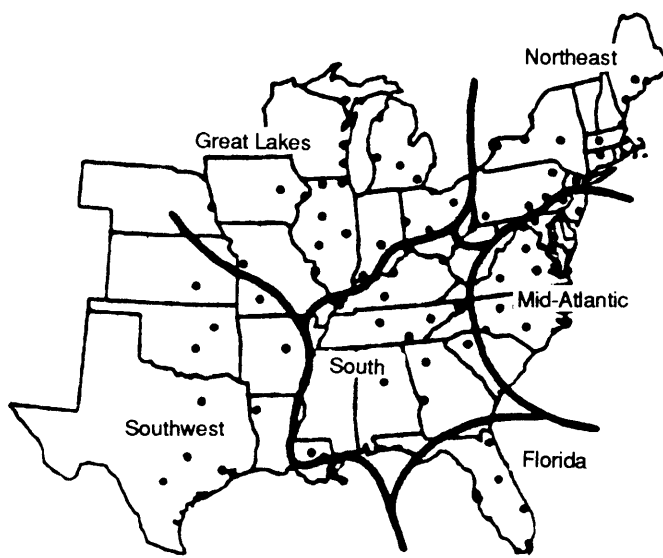 Northeast
Great Lakes
Mid-Atlantic
South
Southwest
Florida